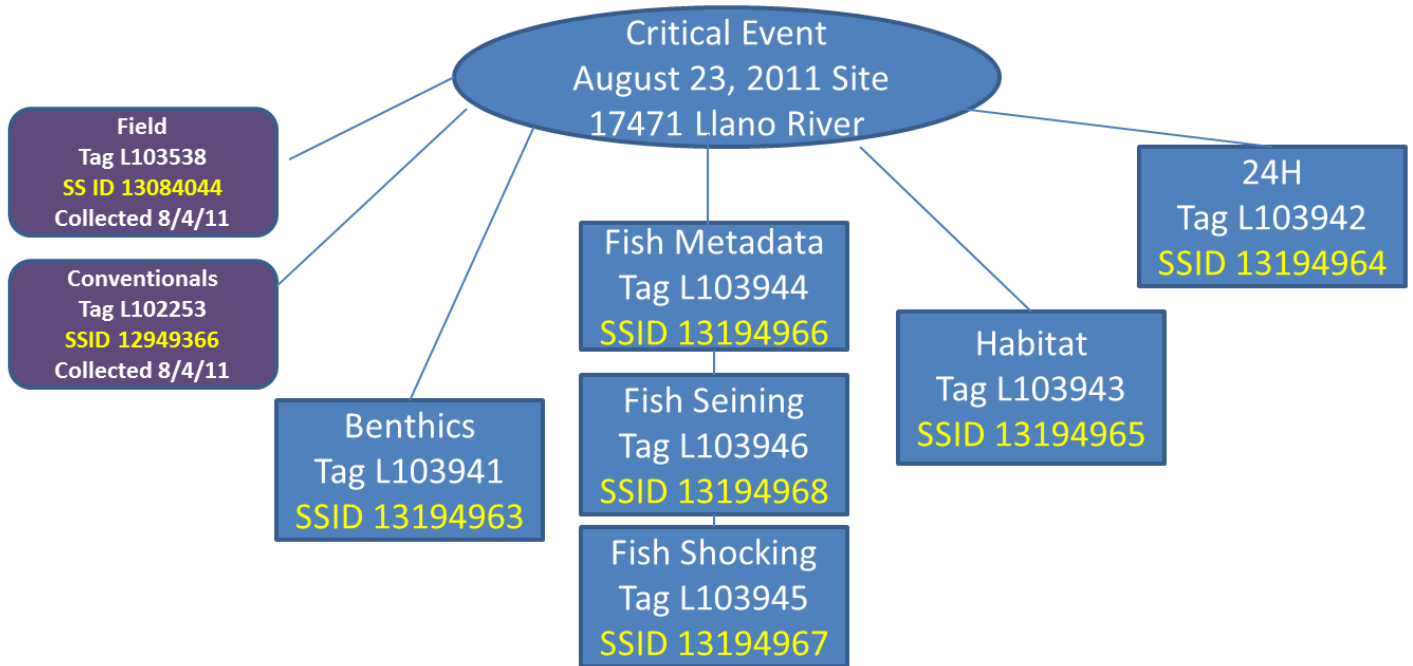 Critical Event
August 23, 2011 Site
17471 Llano River
Field
Tag L103538
SS ID 13084044
Collected 8/4/11
Conventionals
Tag L102253
SSID 12949366
Collected 8/4/11
Benthics
Tag L103941
SSID 13194963
Fish Metadata
Tag L103944
SSID 13194966
Fish Seining
Tag L103946
SSID 13194968
Fish Shocking
Tag L103945
SSID 13194967
Habitat
Tag L103943
SSID 13194965
24H
Tag L103942
SSID 13194964